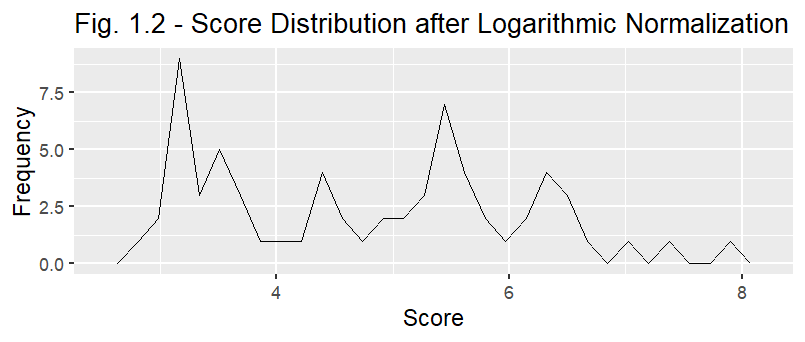 Fig. 1.2 - Score Distribution after Logarithmic Normalization
Frequency
7.5
5.0
2.5
0.0
4 6 8
Score